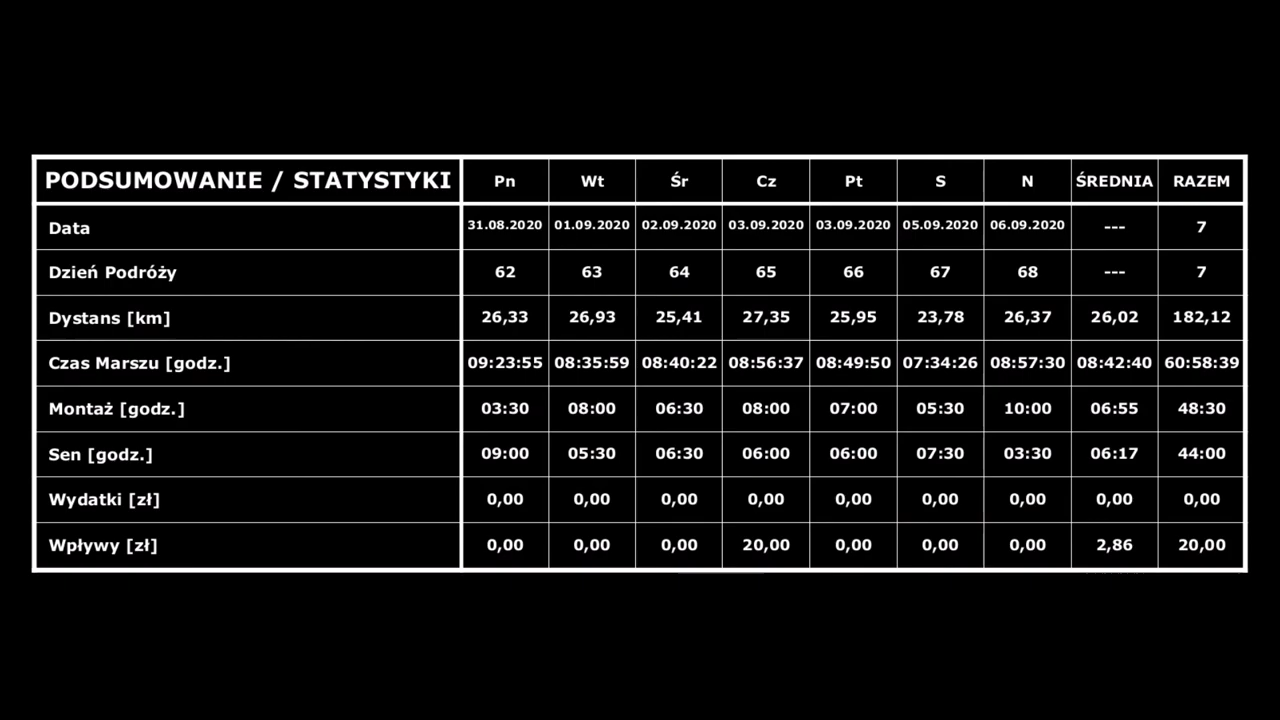 PODSUMOWANIE / STATYSTYKI Pn Wt Śr Cz Pt S N ŚREDNIA RAZEM
Data 31.08.2020 01.09.2020 02.09.2020 03.09.2020 03.09.2020 05.09.2020 06.09.2020 --- 7
Dzień Podróży 62 63 64 65 66 67 68 --- 7
Dystans [km] 26,33 26,93 25,41 27,35 25,95 23,78 26,37 26,02 182,12
Czas Marszu [godz.] 09:23:55 08:35:59 08:40:22 08:56:37 08:49:50 07:34:26 08:57:30 08:42:40 60:58:39
Montaż [godz.] 03:30 08:00 06:30 08:00 07:00 05:30 10:00 06:55 48:30
Sen [godz.] 09:00 05:30 06:30 06:00 06:00 07:30 03:30 06:17 44:00
Wydatki [zł] 0,00 0,00 0,00 0,00 0,00 0,00 0,00 0,00 0,00
Wpływy [zł] 0,00 0,00 0,00 20,00 0,00 0,00 0,00 2,86 20,00